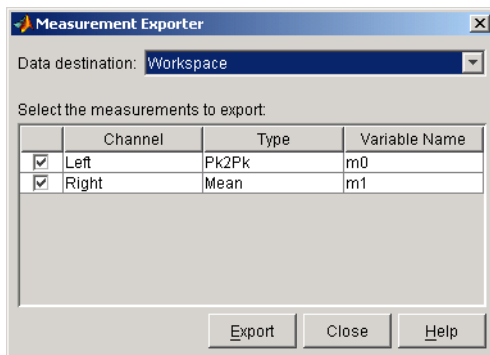 Measurement Exporter
Data destination: Workspace
Select the measurements to export:
Channel Type Variable Name
Left Pk2Pk m0
Right Mean m1
Export Close Help